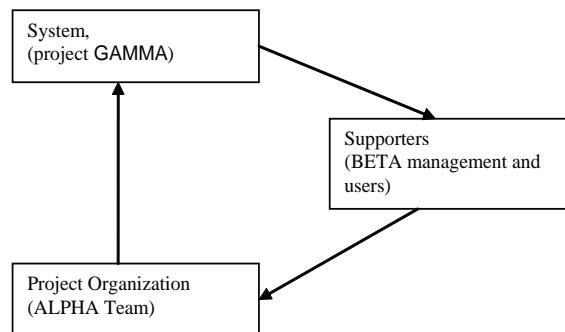 System,
(project GAMMA)
Supporters
(BETA management and
users)
Project Organization
(ALPHA Team)